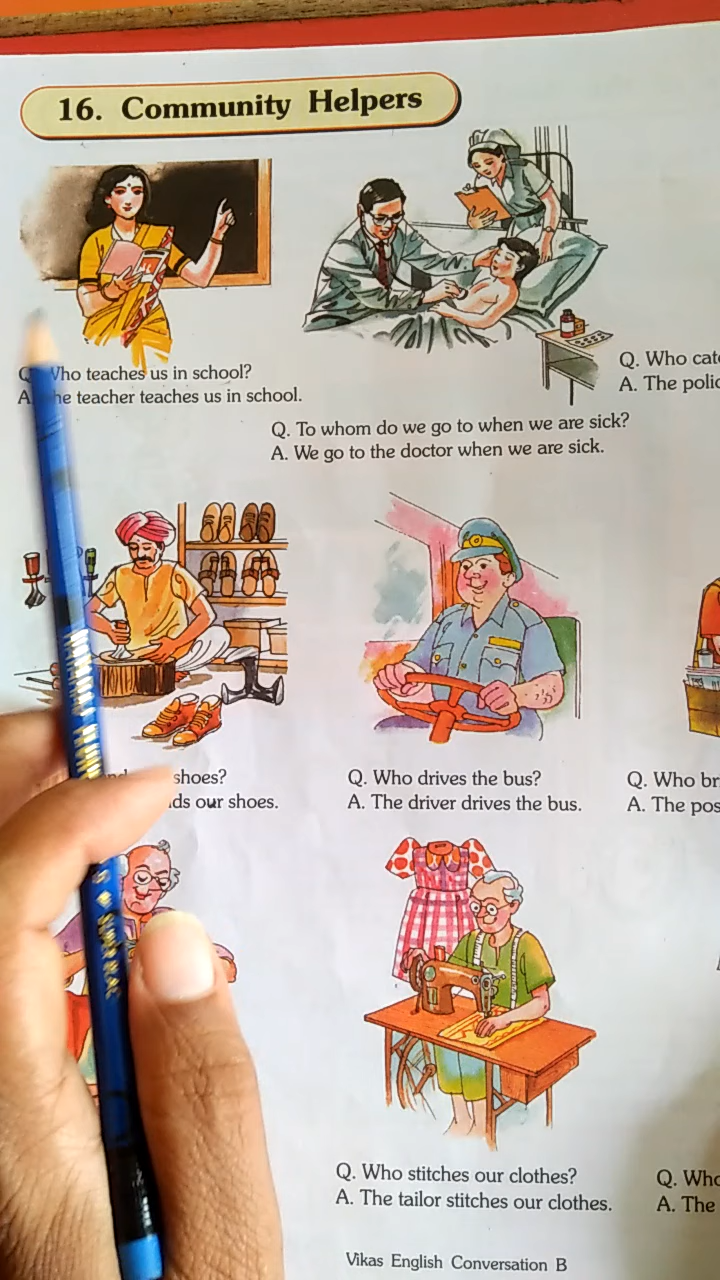 16. Community Helpers
Who teaches us in school?
A. The teacher teaches us in school.
Q. To whom do we go to when we are sick?
A. We go to the doctor when we are sick.
Q. Who
A. The
shoes?
our shoes.
Q. Who drives the bus?
A. The driver drives the bus.
Q. Who
A. The
Q. Who stitches our clothes?
A. The tailor stitches our clothes.
Q. Who
A. The
Vikas English Conversation B